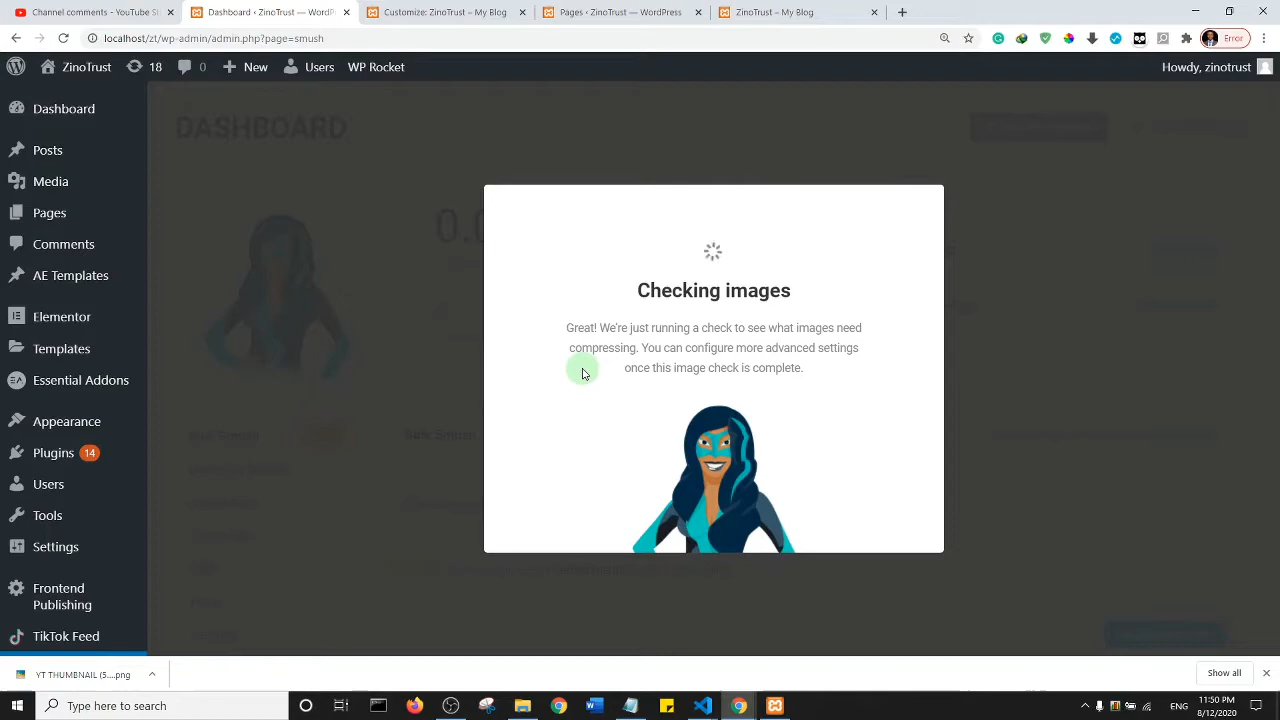 Channel comments - YouTube St
Dashboard ‹ ZinoTrust — WordPr
Customize: ZinoTrust – My Blog
Pages ‹ ZinoTrust — WordPress
ZinoTrust – My Blog
localhost/zt/wp-admin/admin.php?page=smush
Error
ZinoTrust
18
0
New
Users
WP Rocket
Howdy, zinotrust
Dashboard
Posts
Media
Pages
Comments
AE Templates
Elementor
Templates
Essential Addons
Appearance
Plugins 14
Users
Tools
Settings
Frontend
Publishing
TikTok Feed
DASHBOARD
0.0
Checking images
Great! We're just running a check to see what images need
compressing. You can configure more advanced settings
once this image check is complete.
YT THUMBNAIL (5....png
Show all
Type here to search
11:50 PM
8/12/2020